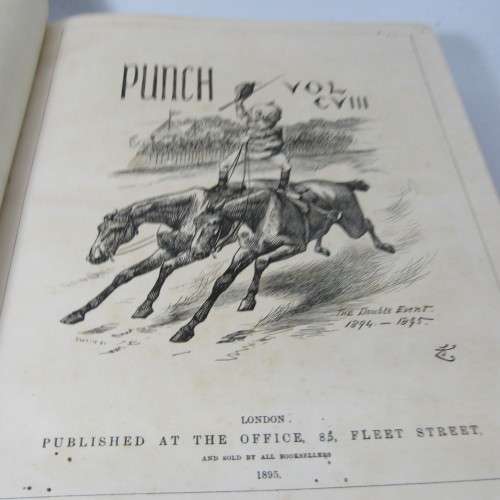 PUNCH VOL
CVIII
The Double Event.
1894 — 1895.
LONDON.
PUBLISHED AT THE OFFICE, 85, FLEET STREET,
AND SOLD BY ALL BOOKSELLERS
1895.